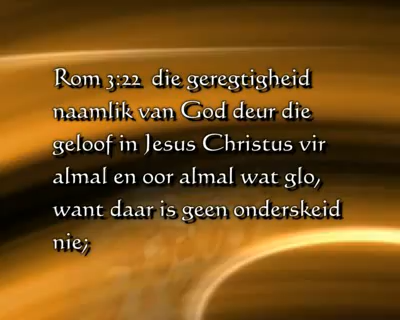 Rom 3:22  die geregtigheid
naamlik van God deur die
geloof in Jesus Christus vir
almal en oor almal wat glo,
want daar is geen onderskeid
nie;